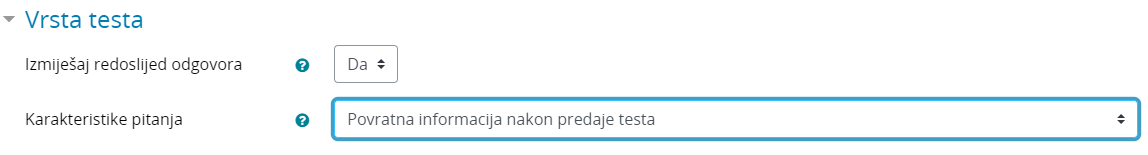 Vrsta testa
Izmiješaj redoslijed odgovora Da
Karakteristike pitanja Povratna informacija nakon predaje testa